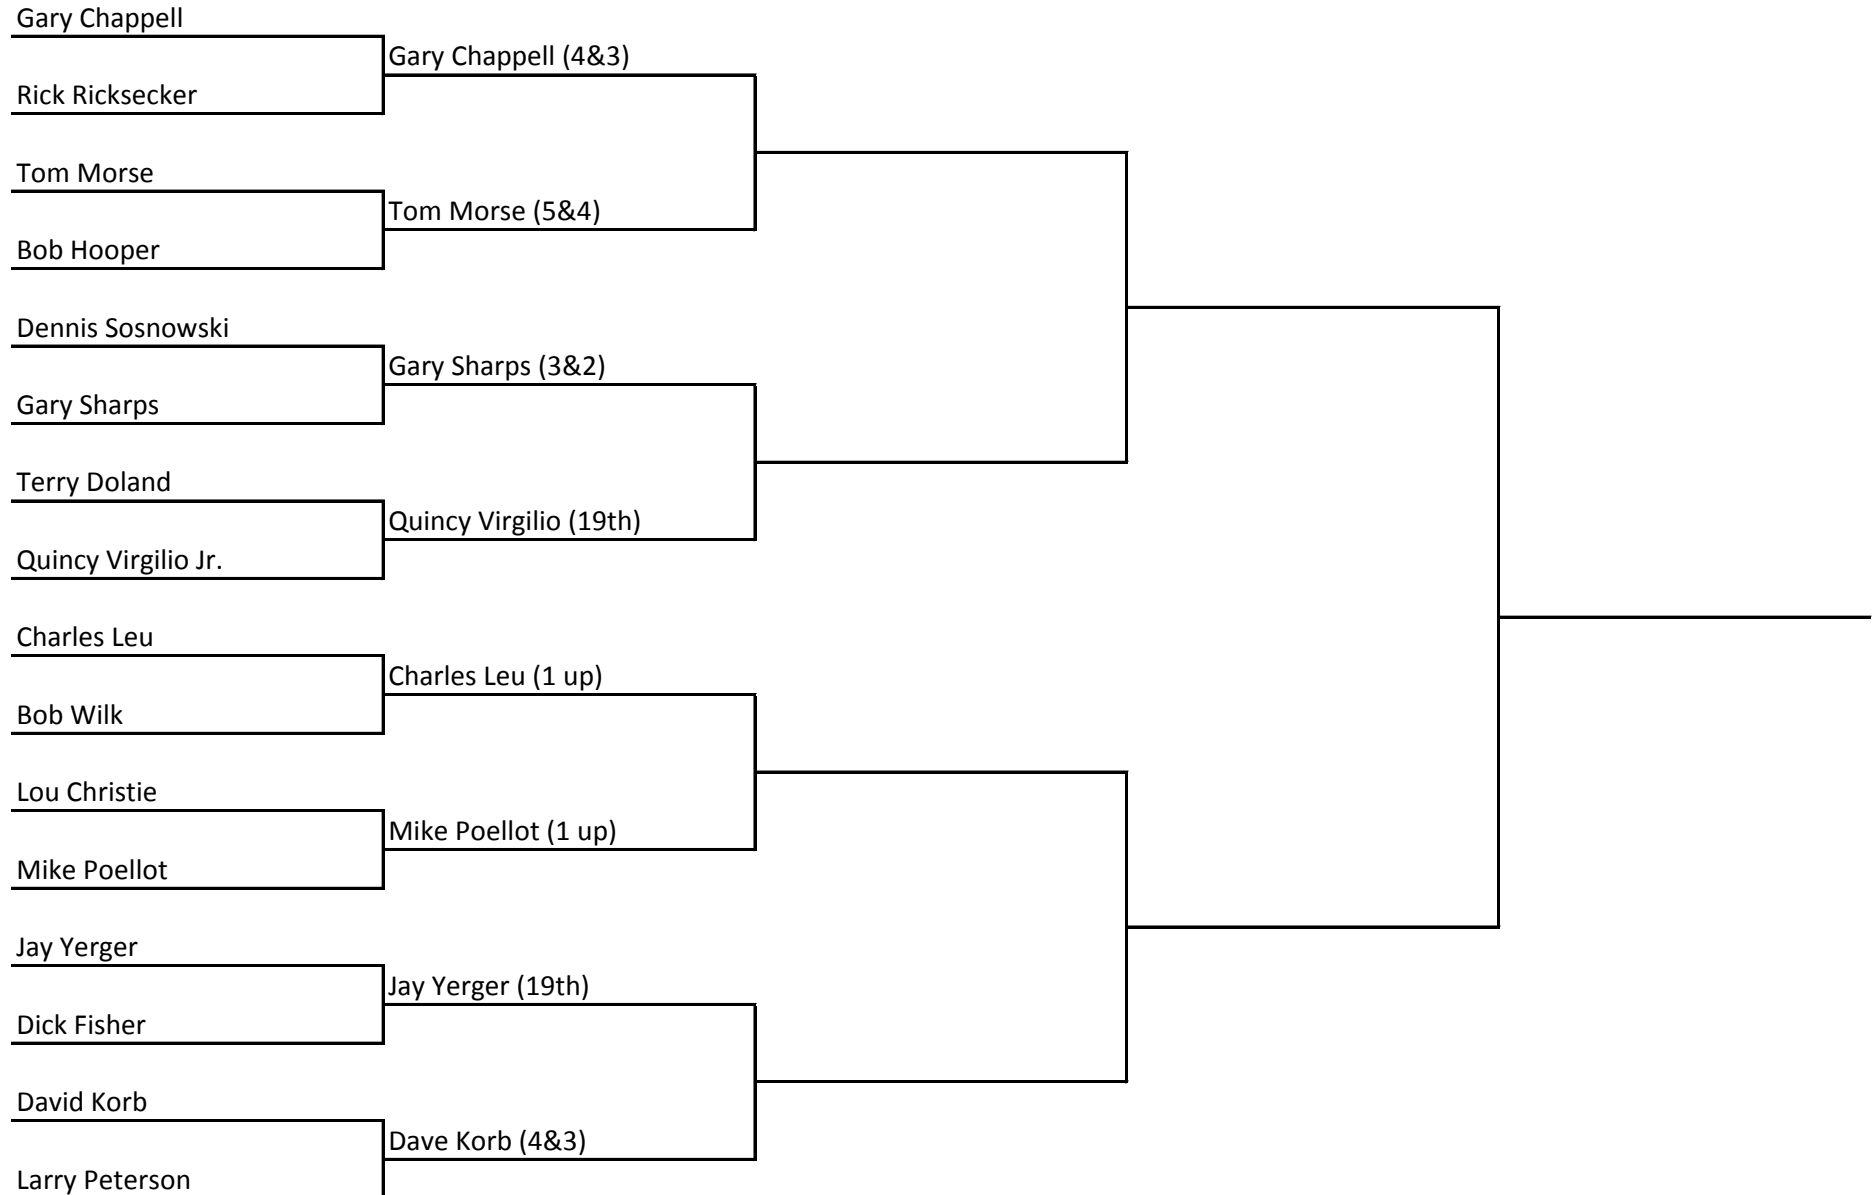 Gary Chappell
Gary Chappell (4&3)
Rick Ricksecker
Tom Morse
Tom Morse (5&4)
Bob Hooper
Dennis Sosnowski
Gary Sharps (3&2)
Gary Sharps
Terry Doland
Quincy Virgilio (19th)
Quincy Virgilio Jr.
Charles Leu
Charles Leu (1 up)
Bob Wilk
Lou Christie
Mike Poellot (1 up)
Mike Poellot
Jay Yerger
Jay Yerger (19th)
Dick Fisher
David Korb
Dave Korb (4&3)
Larry Peterson